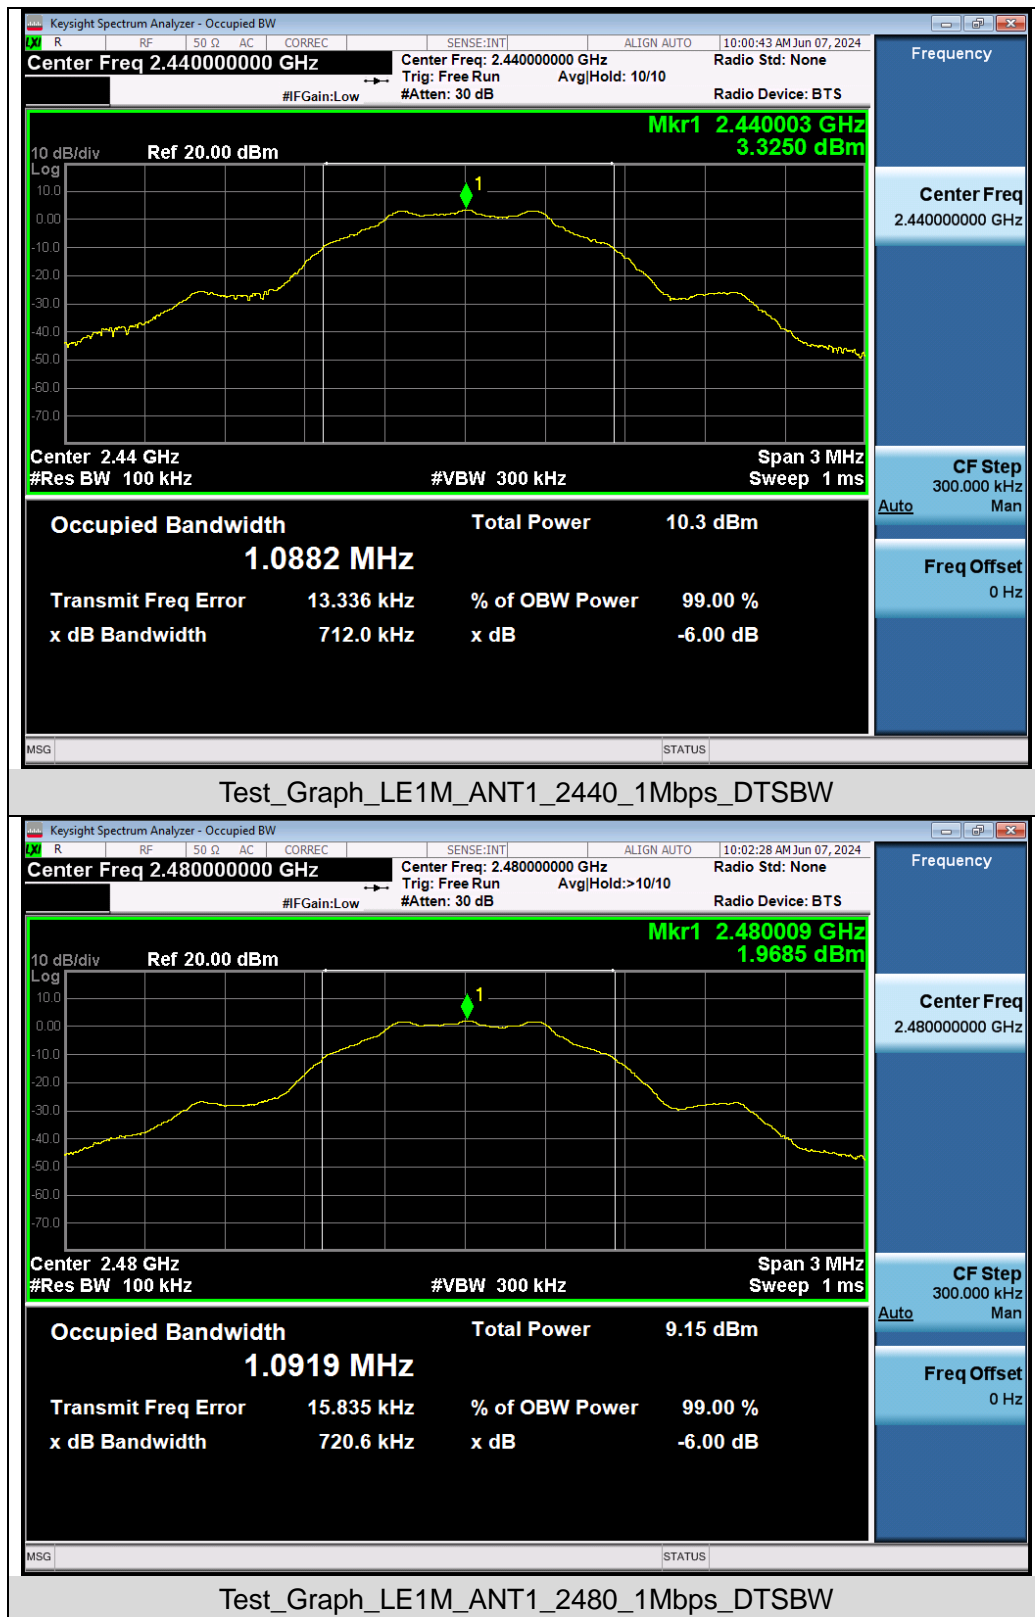 Keysight Spectrum Analyzer - Occupied BW
LXI R RF 50 Ω AC CORREC SENSE:INT ALIGN AUTO 10:00:43 AM Jun 07, 2024
Center Freq 2.440000000 GHz
Center Freq: 2.440000000 GHz
Radio Std: None
Trig: Free Run Avg|Hold: 10/10
#IFGain:Low #Atten: 30 dB Radio Device: BTS
Frequency
Mkr1 2.440003 GHz
3.3250 dBm
10 dB/div Ref 20.00 dBm
Log
10.0
1
0.00
-10.0
-20.0
-30.0
-40.0
-50.0
-60.0
-70.0
Center 2.44 GHz Span 3 MHz
#Res BW 100 kHz #VBW 300 kHz Sweep 1 ms
Center Freq
2.440000000 GHz
CF Step
300.000 kHz
Auto Man
Freq Offset
0 Hz
Occupied Bandwidth Total Power 10.3 dBm
1.0882 MHz
Transmit Freq Error 13.336 kHz % of OBW Power 99.00 %
x dB Bandwidth 712.0 kHz x dB -6.00 dB
MSG STATUS
Test_Graph_LE1M_ANT1_2440_1Mbps_DTSBW
Keysight Spectrum Analyzer - Occupied BW
LXI R RF 50 Ω AC CORREC SENSE:INT ALIGN AUTO 10:02:28 AM Jun 07, 2024
Center Freq 2.480000000 GHz
Center Freq: 2.480000000 GHz
Radio Std: None
Trig: Free Run Avg|Hold:>10/10
#IFGain:Low #Atten: 30 dB Radio Device: BTS
Frequency
Mkr1 2.480009 GHz
1.9685 dBm
10 dB/div Ref 20.00 dBm
Log
10.0
1
0.00
-10.0
-20.0
-30.0
-40.0
-50.0
-60.0
-70.0
Center 2.48 GHz Span 3 MHz
#Res BW 100 kHz #VBW 300 kHz Sweep 1 ms
Center Freq
2.480000000 GHz
CF Step
300.000 kHz
Auto Man
Freq Offset
0 Hz
Occupied Bandwidth Total Power 9.15 dBm
1.0919 MHz
Transmit Freq Error 15.835 kHz % of OBW Power 99.00 %
x dB Bandwidth 720.6 kHz x dB -6.00 dB
MSG STATUS
Test_Graph_LE1M_ANT1_2480_1Mbps_DTSBW